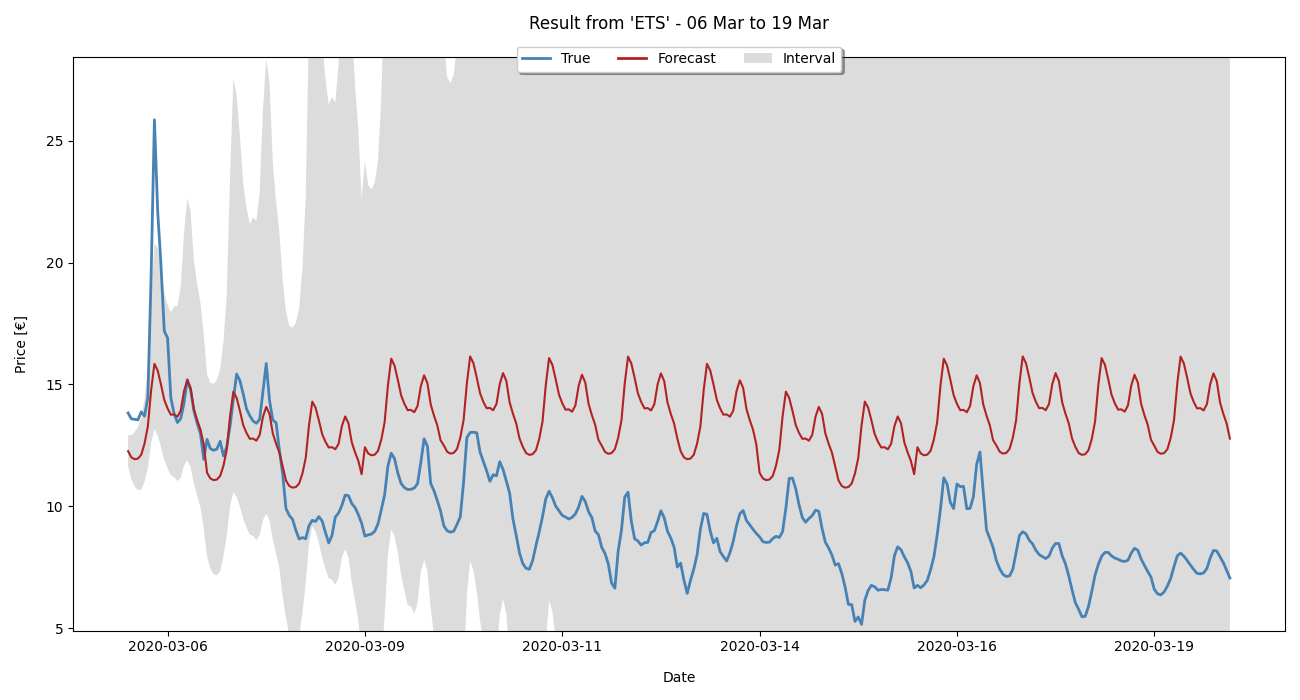 Result from 'ETS' - 06 Mar to 19 Mar
True Forecast Interval
Price [€]
25
20
15
10
5
2020-03-06 2020-03-09 2020-03-11 2020-03-14 2020-03-16 2020-03-19
Date